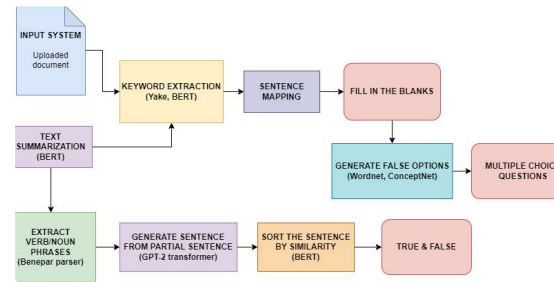 INPUT SYSTEM
Uploaded
document
KEYWORD EXTRACTION
(Yake, BERT)
SENTENCE
MAPPING
FILL IN THE BLANKS
TEXT
SUMMARIZATION
(BERT)
GENERATE FALSE OPTIONS
(Wordnet, ConceptNet)
MULTIPLE CHOIC
QUESTIONS
EXTRACT
VERB/NOUN
PHRASES
(Benepar parser)
GENERATE SENTENCE
FROM PARTIAL SENTENCE
(GPT-2 transformer)
SORT THE SENTENCE
BY SIMILARITY
(BERT)
TRUE & FALSE